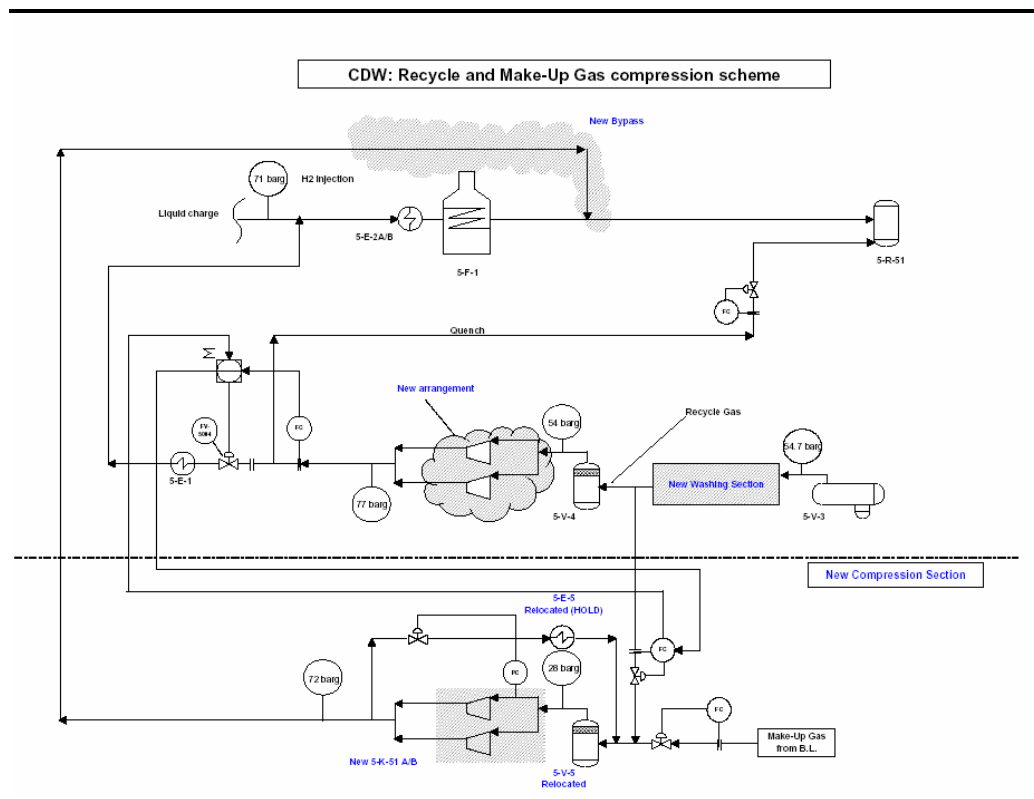 CDW: Recycle and Make-Up Gas compression scheme
New Bypass
71 barg
H2 Injection
Liquid charge
5-E-2A/B
5-F-1
5-R-51
FC
Quench
M
New arrangement
Recycle Gas
FV-
5004
FC
54 barg
54.7 barg
5-E-1
77 barg
New Washing Section
5-V-4
5-V-3
New Compression Section
5-E-5
Relocated (HOLD)
FC
28 barg
72 barg
PC
FC
Make-Up Gas
from B.L.
New 5-K-51 A/B
5-V-5
Relocated